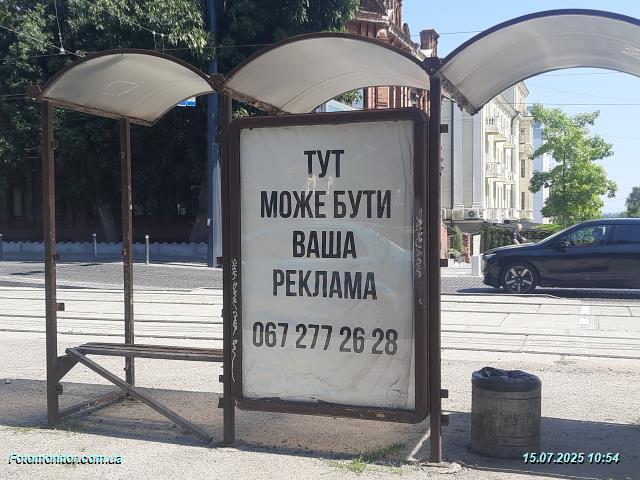 ТУТ
МОЖЕ БУТИ
ВАША
РЕКЛАМА
067 277 26 28
Fotomonitor.com.ua
15.07.2025 10:54